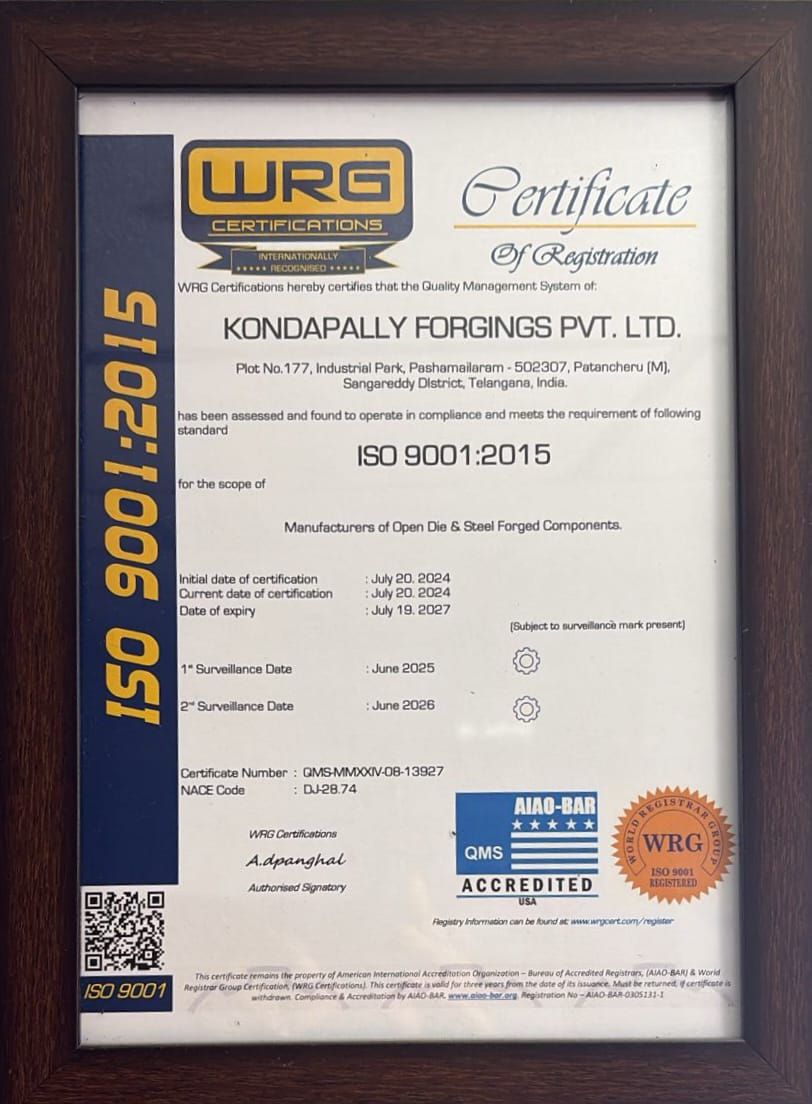 WRG
CERTIFICATIONS
INTERNATIONALLY
RECOGNISED
Certificate
Of Registration
WRG Certifications hereby certifies that the Quality Management System of:
KONDAPALLY FORGINGS PVT. LTD.
Plot No.177, Industrial Park, Pashamailaram - 502307, Patancheru (M),
Sangareddy District, Telangana, India.
has been assessed and found to operate in compliance and meets the requirement of following
standard
ISO 9001:2015
for the scope of
Manufacturers of Open Die & Steel Forged Components.
Initial date of certification : July 20. 2024
Current date of certification : July 20. 2024
Date of expiry : July 19. 2027
(Subject to surveillance mark present)
1st Surveillance Date : June 2025
2nd Surveillance Date : June 2026
Certificate Number : QMS-MMXXIV-08-13927
NACE Code : DJ-28.74
WRG Certifications
A.dpanghal
Authorised Signatory
AIAO-BAR
QMS
ACCREDITED
USA
WORLD REGISTRAR GROUP
WRG
ISO 9001
REGISTERED
Registry Information can be found at: www.wrgcert.com/register
This certificate remains the property of American International Accreditation Organization – Bureau of Accredited Registrars, (AIAO-BAR) & World
Registrar Group Certification, (WRG Certifications). This certificate is valid for three years from the date of its issuance. Must be returned, if certificate is
withdrawn. Compliance & Accreditation by AIAO-BAR, www.aiao-bar.org, Registration No – AIAO-BAR-0305131-1
ISO 9001:2015
ISO 9001